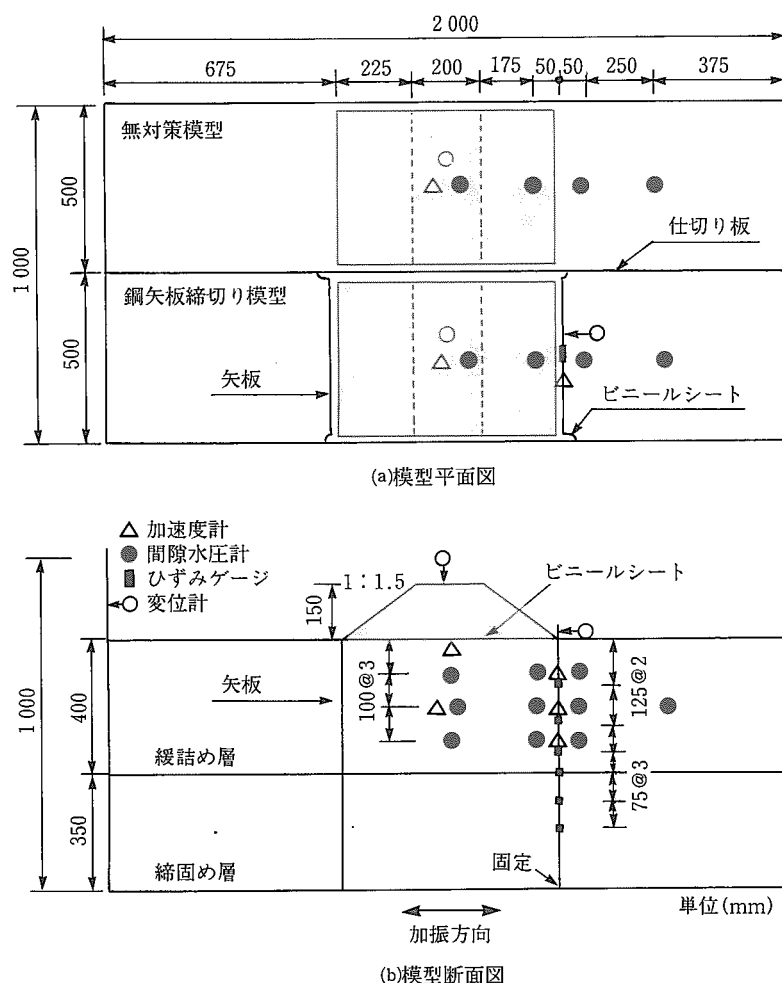 2 000
675
225
200
175
50
50
250
375
無対策模型
500
1 000
仕切り板
鋼矢板締切り模型
500
矢板
ビニールシート
(a)模型平面図
加速度計
間隙水圧計
ひずみゲージ
変位計
1:1.5
ビニールシート
150
1 000
400
矢板
100@3
125@2
緩詰め層
75@3
350
固定
締固め層
単位(mm)
加振方向
(b)模型断面図